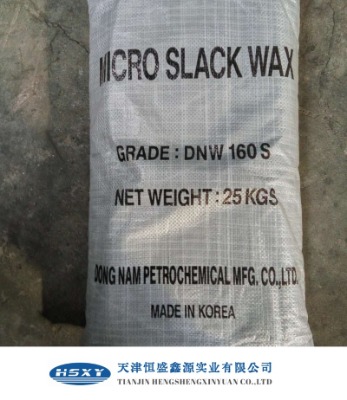 MICRO SLACK WAX
GRADE : DNW 160 S
NET WEIGHT : 25 KGS
DONG NAM PETROCHEMICAL MFG. CO., LTD.
MADE IN KOREA
HSXY
天津恒盛鑫源实业有限公司
TIANJIN HENGSHENGXINYUAN CO.,LTD